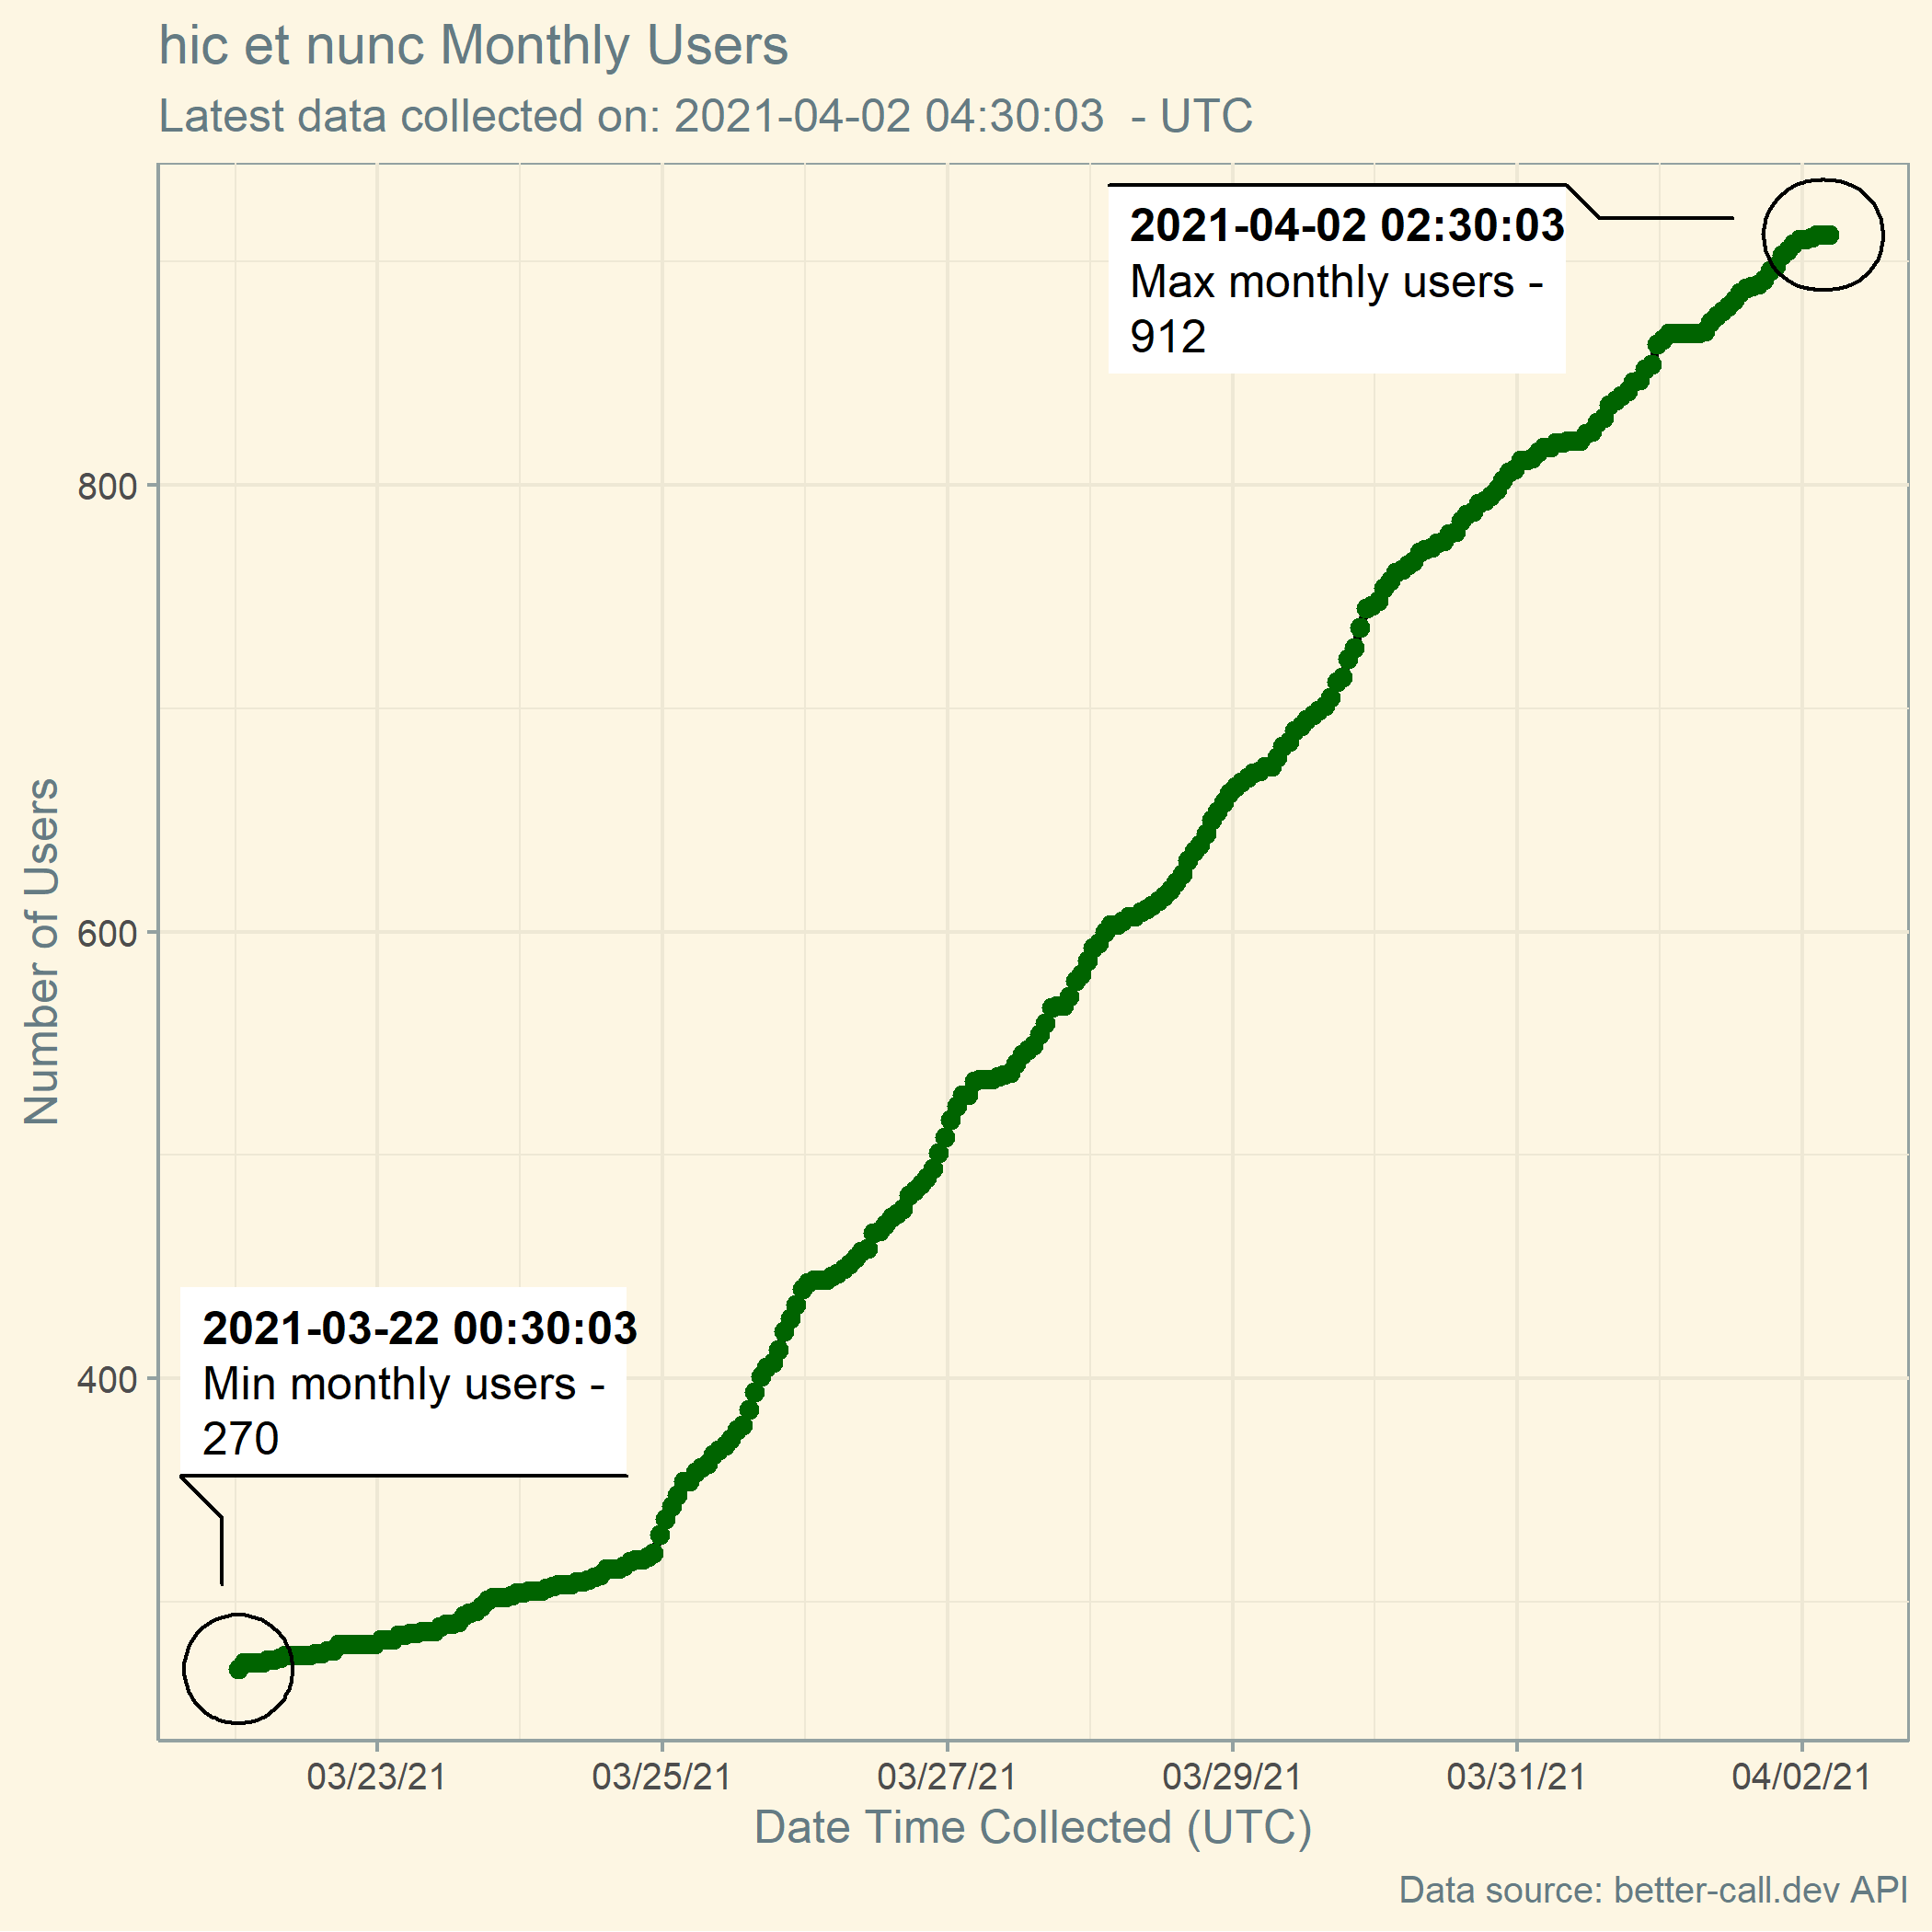 hic et nunc Monthly Users
Latest data collected on: 2021-04-02 04:30:03  - UTC
2021-04-02 02:30:03
Max monthly users -
912
800
600
400
Number of Users
2021-03-22 00:30:03
Min monthly users -
270
03/23/21 03/25/21 03/27/21 03/29/21 03/31/21 04/02/21
Date Time Collected (UTC)
Data source: better-call.dev API